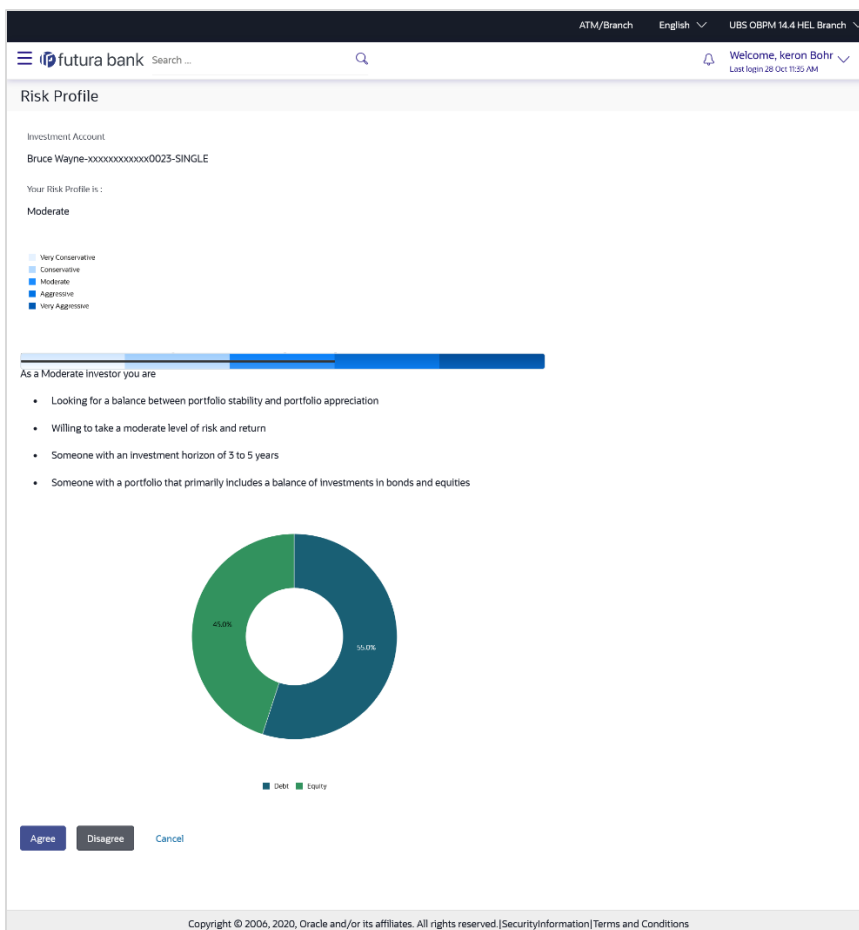 ATM/Branch English UBS OBPM 14.4 HEL Branch
futura bank Search ... Welcome, keron Bohr
Last login 28 Oct 11:35 AM
Risk Profile
Investment Account
Bruce Wayne-xxxxxxxxxxxx0023-SINGLE
Your Risk Profile is :
Moderate
Very Conservative
Conservative
Moderate
Aggressive
Very Aggressive
As a Moderate investor you are
• Looking for a balance between portfolio stability and portfolio appreciation
• Willing to take a moderate level of risk and return
• Someone with an investment horizon of 3 to 5 years
• Someone with a portfolio that primarily includes a balance of investments in bonds and equities
45.0%
55.0%
Debt Equity
Agree Disagree Cancel
Copyright © 2006, 2020, Oracle and/or its affiliates. All rights reserved.|SecurityInformation|Terms and Conditions